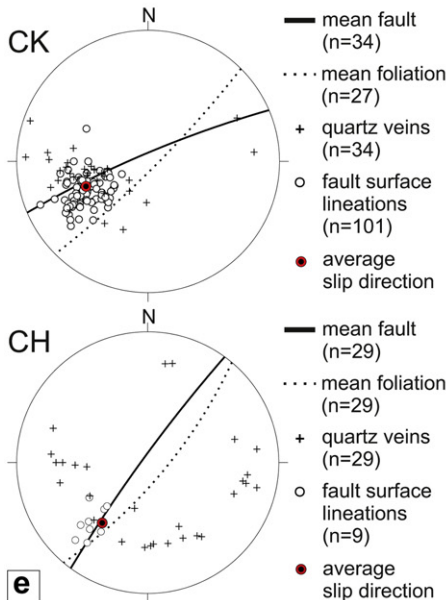 N
CK
mean fault
(n=34)
mean foliation
(n=27)
quartz veins
(n=34)
fault surface
lineations
(n=101)
average
slip direction
N
CH
mean fault
(n=29)
mean foliation
(n=29)
quartz veins
(n=29)
fault surface
lineations
(n=9)
average
slip direction
e